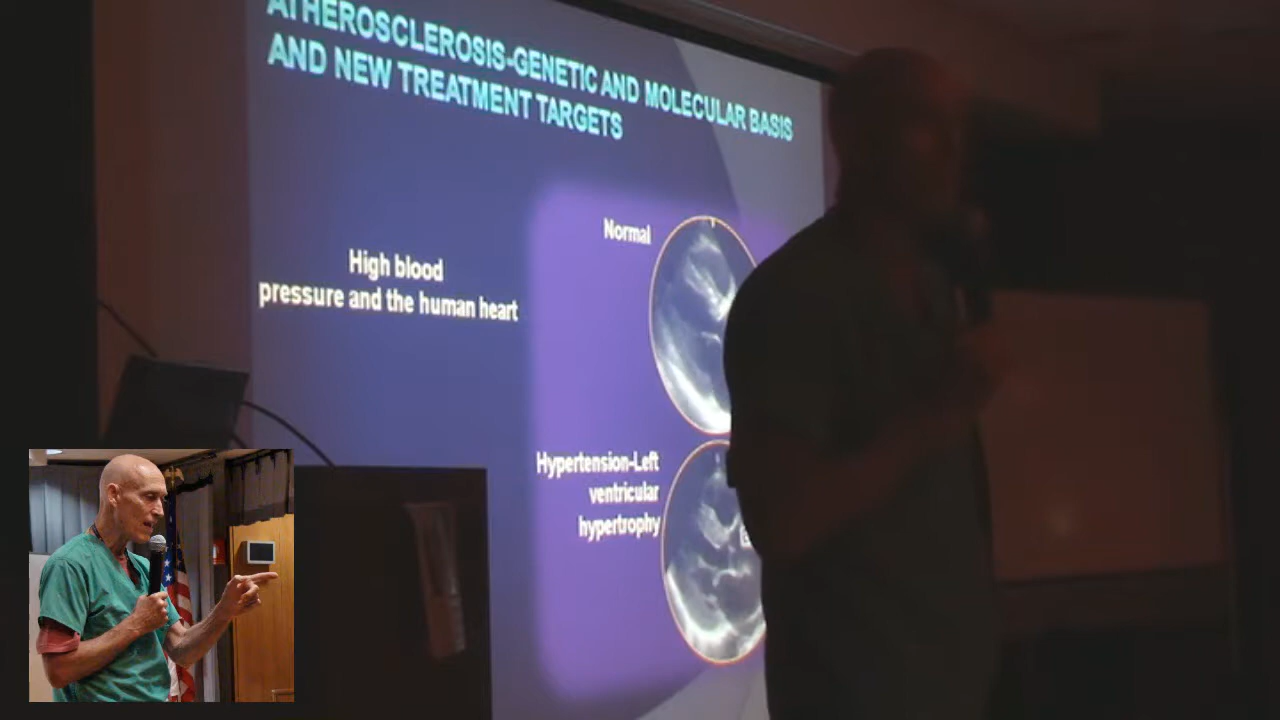 ATHEROSCLEROSIS-GENETIC AND MOLECULAR BASIS
AND NEW TREATMENT TARGETS
Normal
High blood
pressure and the human heart
Hypertension-Left
ventricular
hypertrophy